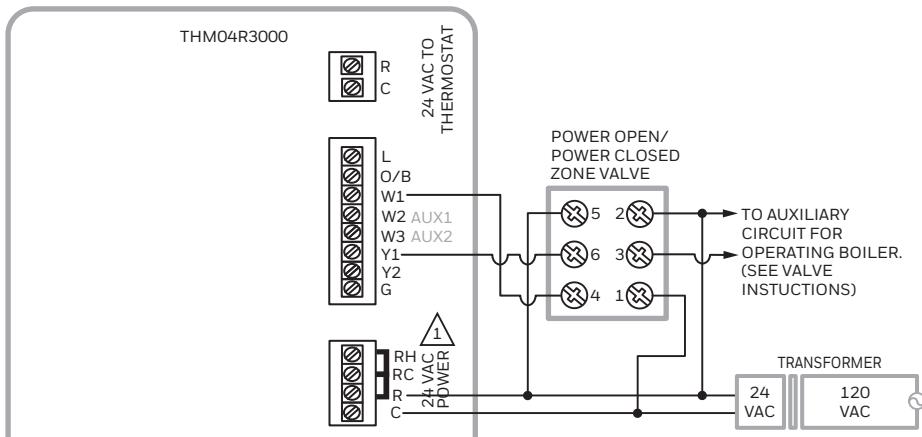 THM04R3000
R
C
24 VAC TO
THERMOSTAT
L
O/B
W1
W2 AUX1
W3 AUX2
Y1
Y2
G
1
RH
RC
R
C
24 VAC
POWER
POWER OPEN/
POWER CLOSED
ZONE VALVE
5 2
6 3
4 1
TO AUXILIARY
CIRCUIT FOR
OPERATING BOILER.
(SEE VALVE
INSTUCTIONS)
TRANSFORMER
24
VAC
120
VAC